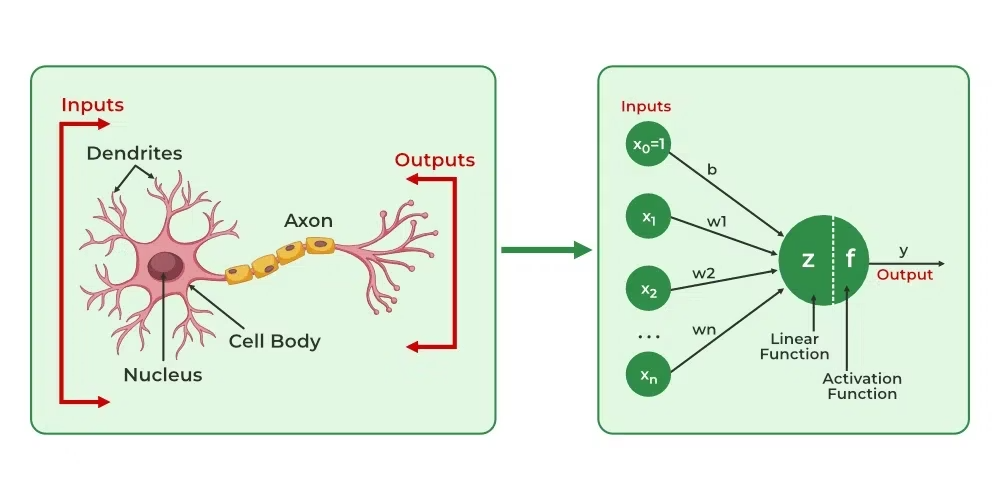 Inputs
Dendrites
Outputs
Axon
Cell Body
Nucleus
Inputs
x0=1
b
x1
w1
z
f
y
Output
x2
w2
...
wn
xn
Linear
Function
Activation
Function